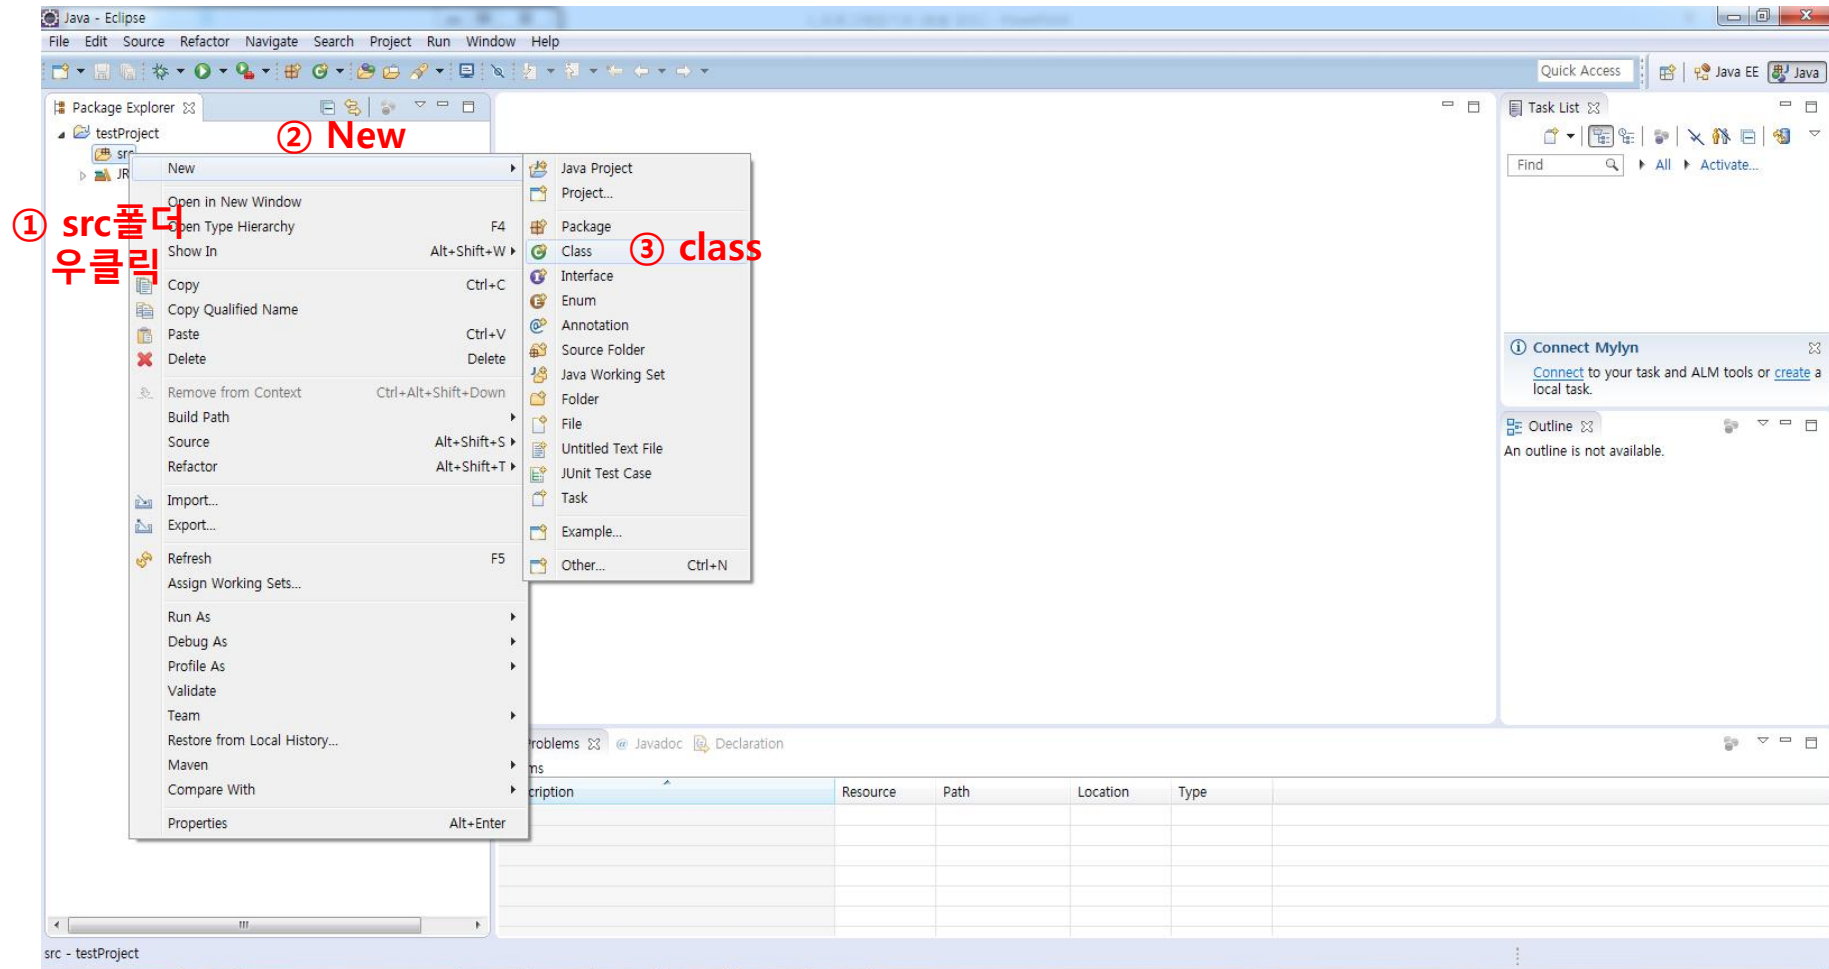 Java - Eclipse
File Edit Source Refactor Navigate Search Project Run Window Help
Quick Access Java EE Java
Package Explorer
testProject
② New
src
JR
① src폴더
우클릭
New
Open in New Window
Open Type Hierarchy F4
Show In Alt+Shift+W
Copy Ctrl+C
Copy Qualified Name
Paste Ctrl+V
Delete Delete
Remove from Context Ctrl+Alt+Shift+Down
Build Path
Source Alt+Shift+S
Refactor Alt+Shift+T
Import...
Export...
Refresh F5
Assign Working Sets...
Run As
Debug As
Profile As
Validate
Team
Restore from Local History...
Maven
Compare With
Properties Alt+Enter
Java Project
Project...
Package
Class
③ class
Interface
Enum
Annotation
Source Folder
Java Working Set
Folder
File
Untitled Text File
JUnit Test Case
Task
Example...
Other... Ctrl+N
Task List
Find All Activate...
Connect Mylyn
Connect to your task and ALM tools or create a
local task.
Outline
An outline is not available.
roblems @ Javadoc Declaration
ms
cription Resource Path Location Type
src - testProject